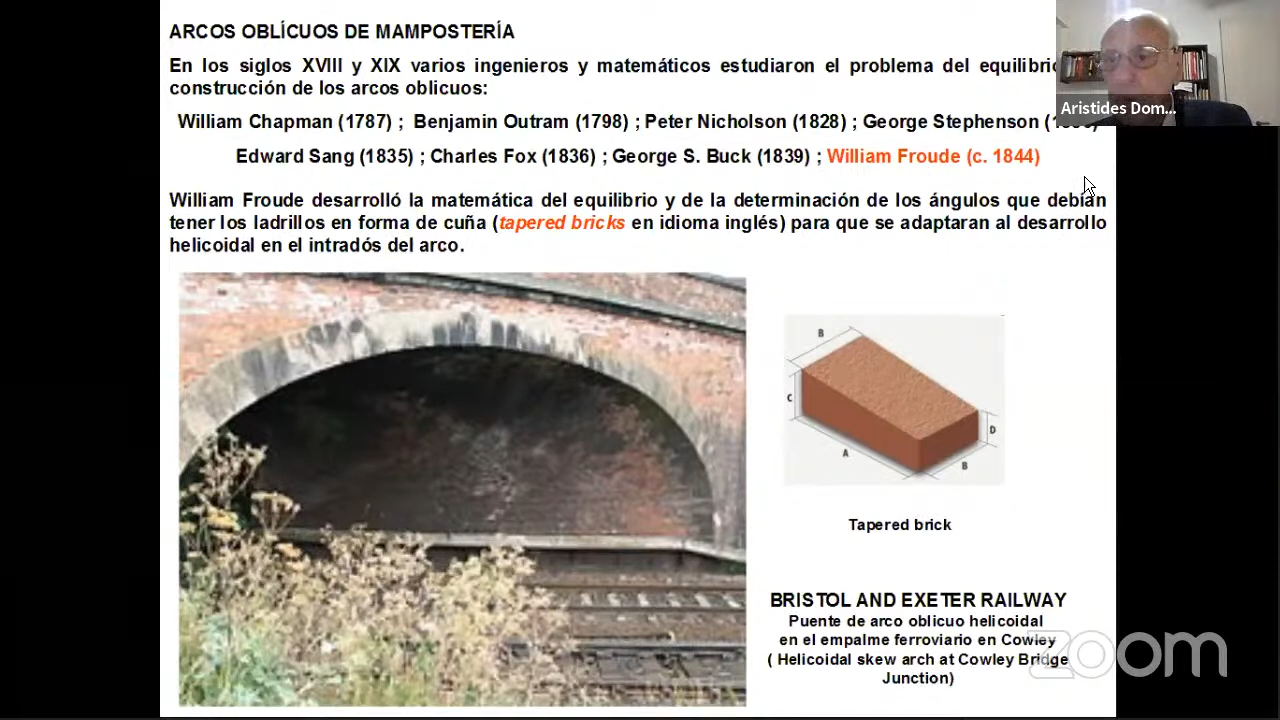 ARCOS OBLÍCUOS DE MAMPOSTERÍA
En los siglos XVIII y XIX varios ingenieros y matemáticos estudiaron el problema del equilibrio
construcción de los arcos oblicuos:
William Chapman (1787) ; Benjamin Outram (1798) ; Peter Nicholson (1828) ; George Stephenson
Edward Sang (1835) ; Charles Fox (1836) ; George S. Buck (1839) ; William Froude (c. 1844)
William Froude desarrolló la matemática del equilibrio y de la determinación de los ángulos que debían
tener los ladrillos en forma de cuña (tapered bricks en idioma inglés) para que se adaptaran al desarrollo
helicoidal en el intradós del arco.
Aristides Dom...
B
C
A
D
B
Tapered brick
BRISTOL AND EXETER RAILWAY
Puente de arco oblicuo helicoidal
en el empalme ferroviario en Cowley
( Helicoidal skew arch at Cowley Bridge
Junction)
zoom